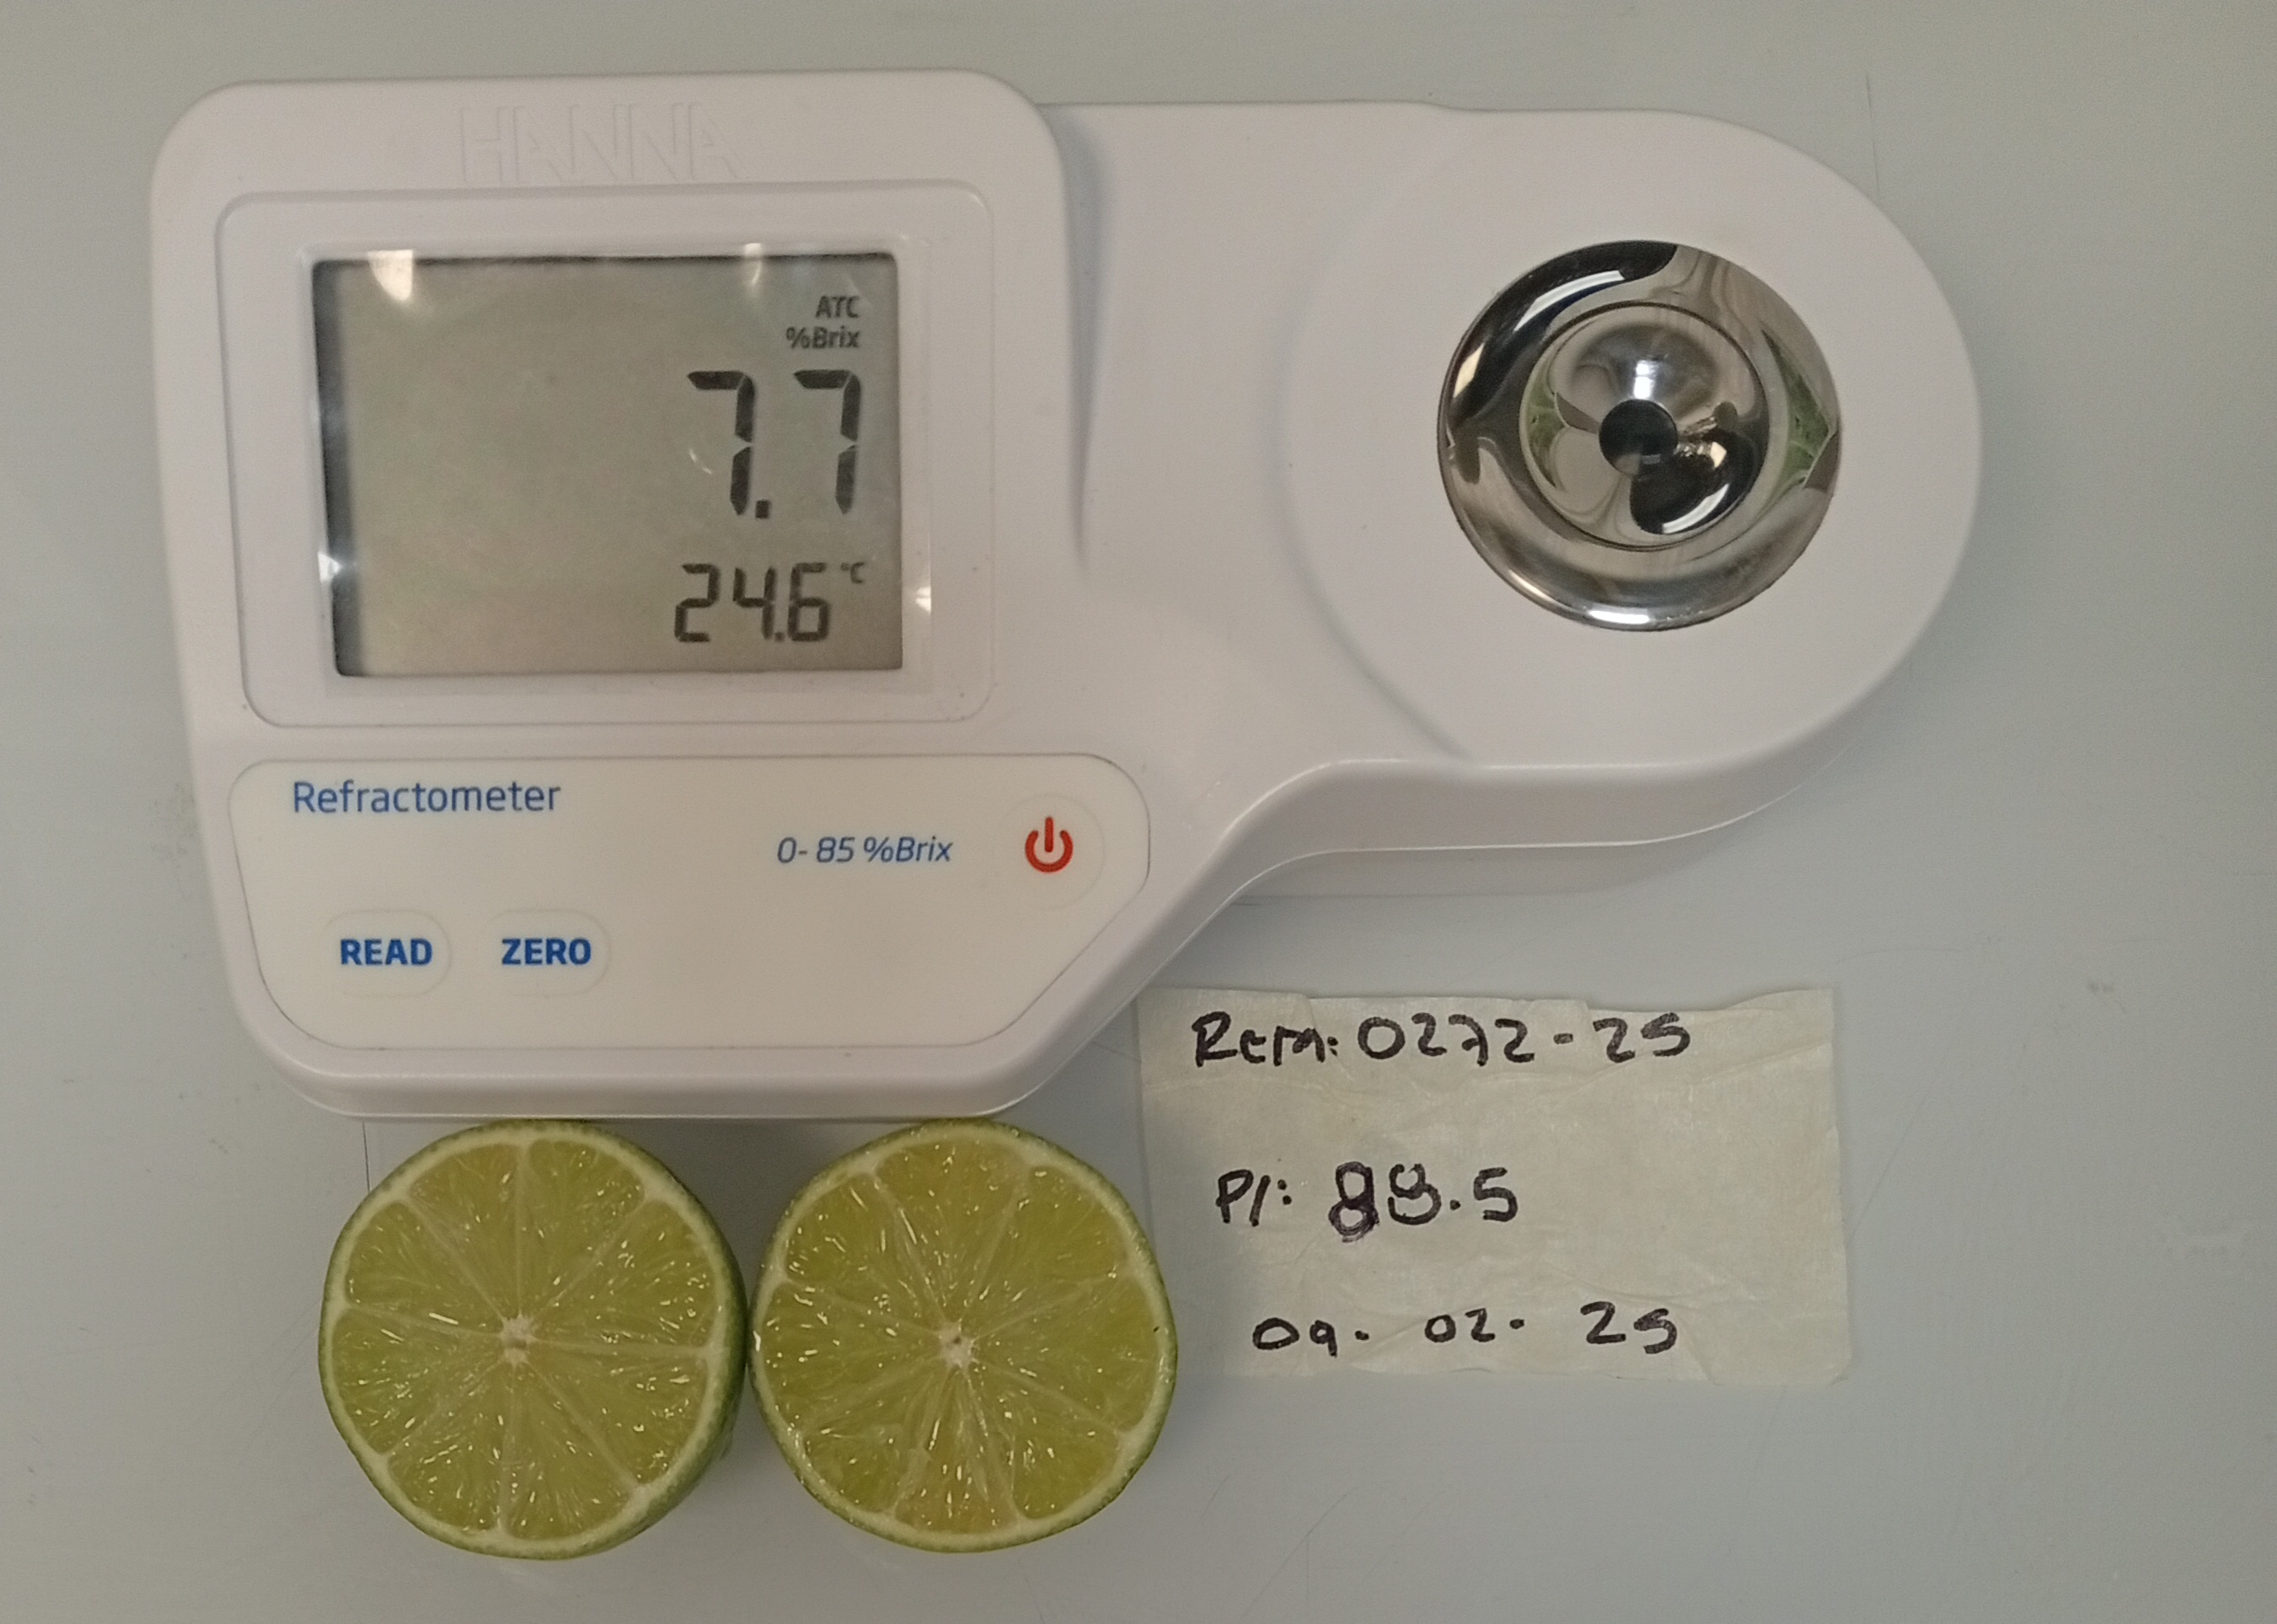 HANNA
ATC
%Brix
7.7
24.6 °C
Refractometer
0-85 %Brix
READ ZERO
Rem: 0272-25
P/: 88.5
09. 02. 25